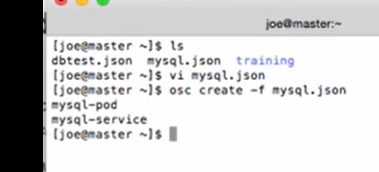 joe@master:~
[joe@master ~]$ ls
dbtest.json  mysql.json  training
[joe@master ~]$ vi mysql.json
[joe@master ~]$ osc create -f mysql.json
mysql-pod
mysql-service
[joe@master ~]$